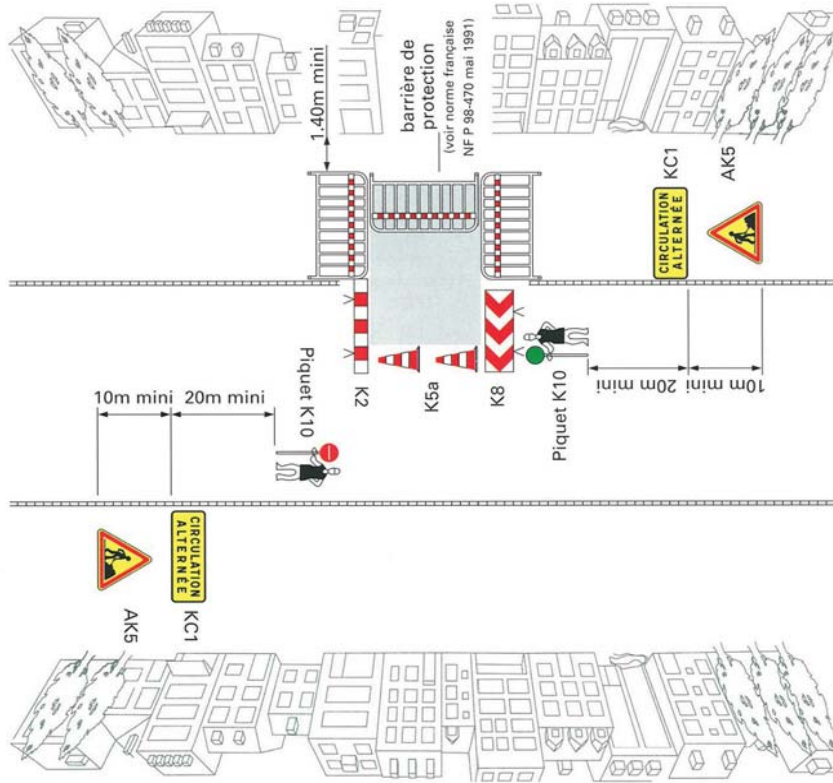 1.40m mini
barrière de
protection
(voir norme française
NF P 98-470 mai 1991)
KC1
AK5
CIRCULATION
ALTERNÉE
10m mini
20m mini
Piquet K10
K2
K5a
K8
Piquet K10
20m mini
10m mini
CIRCULATION
ALTERNÉE
AK5
KC1